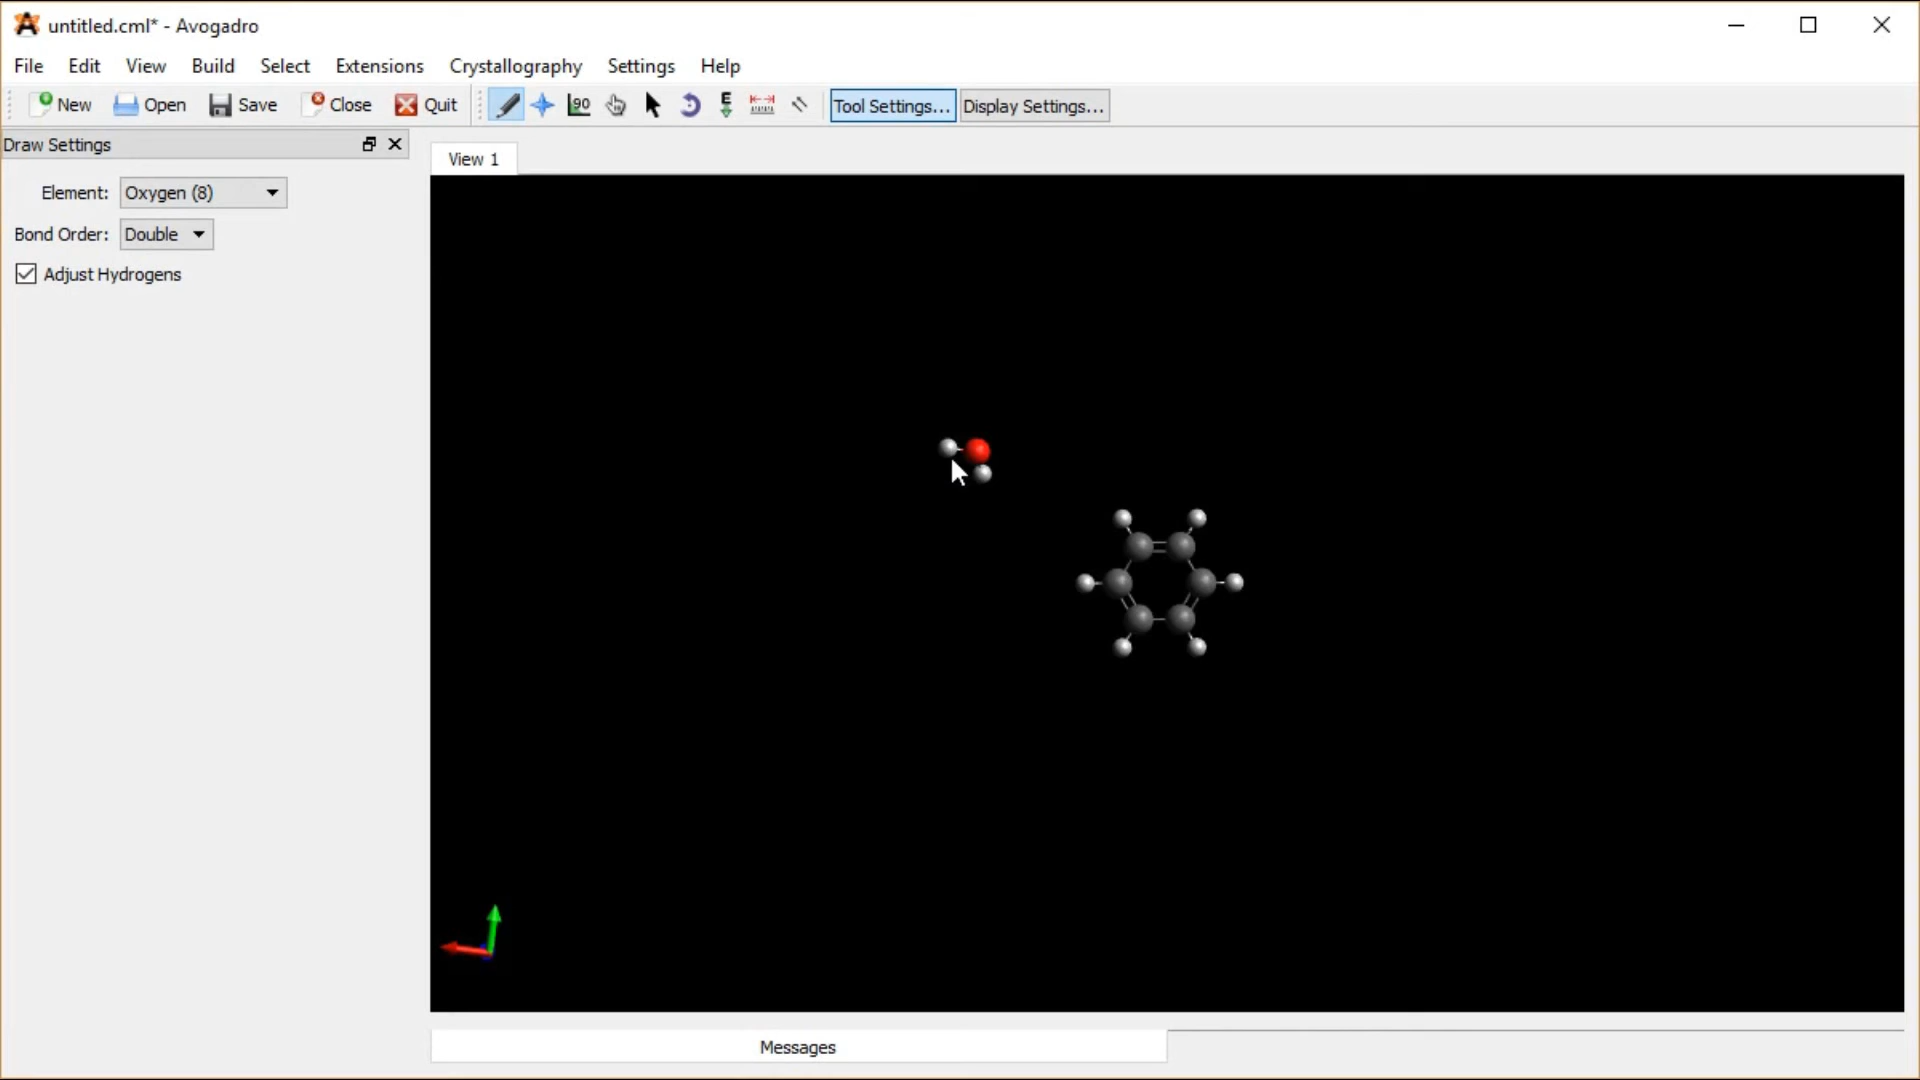 untitled.cml* - Avogadro
File Edit View Build Select Extensions Crystallography Settings Help
New Open Save Close Quit 90 E Tool Settings... Display Settings...
Draw Settings
View 1
Element: Oxygen (8)
Bond Order: Double
Adjust Hydrogens
Messages